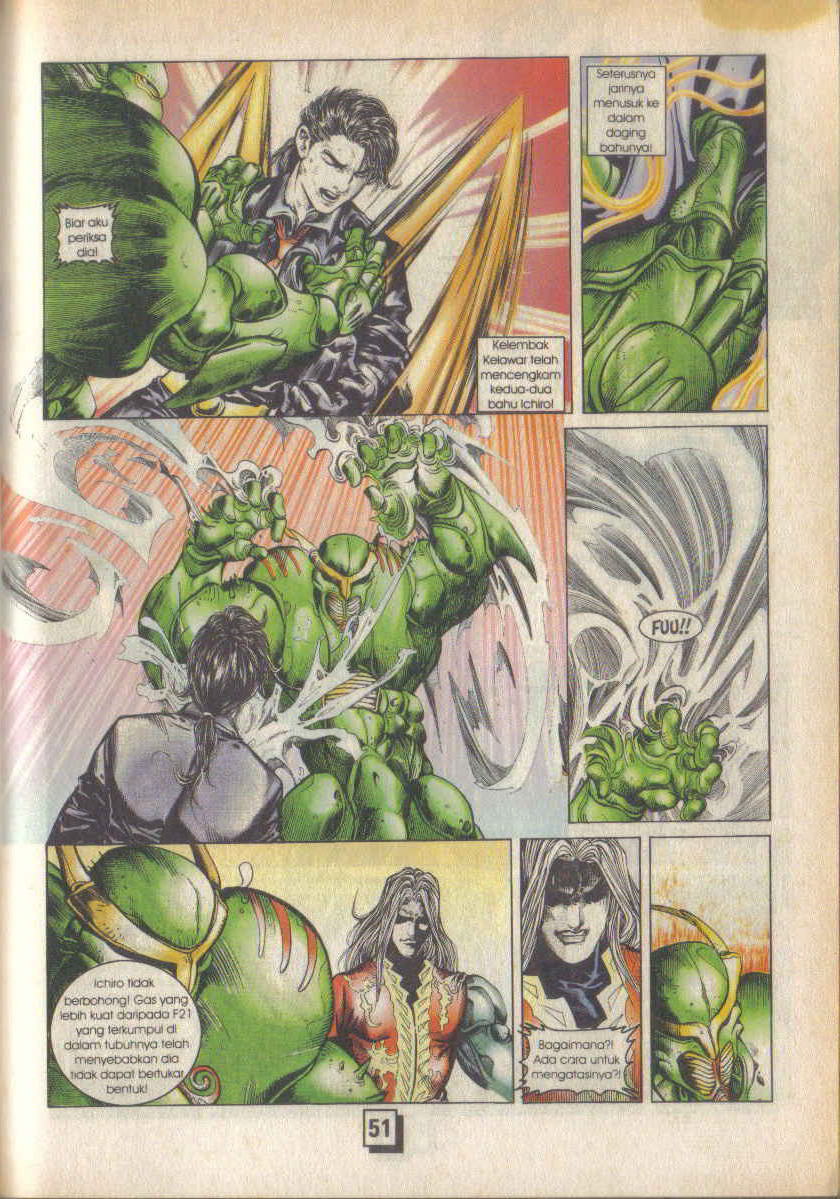 Biar aku
periksa
dia!
Kelembak
Kelawar telah
mencengkam
kedua-dua
bahu Ichiro!
Seterusnya
jarinya
menusuk ke
dalam
daging
bahunya!
FUU!!
Ichiro tidak
berbohong! Gas yang
lebih kuat daripada F21
yang terkumpul di
dalam tubuhnya telah
menyebabkan dia
tidak dapat bertukar
bentuk!
Bagaimana?!
Ada cara untuk
mengatasinya?!
51